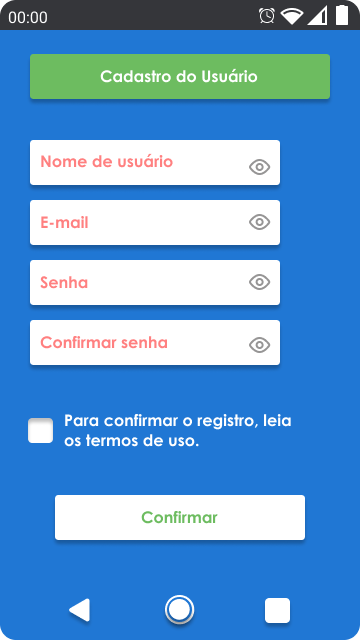 00:00
Cadastro do Usuário
Nome de usuário
E-mail
Senha
Confirmar senha
Para confirmar o registro, leia
os termos de uso.
Confirmar